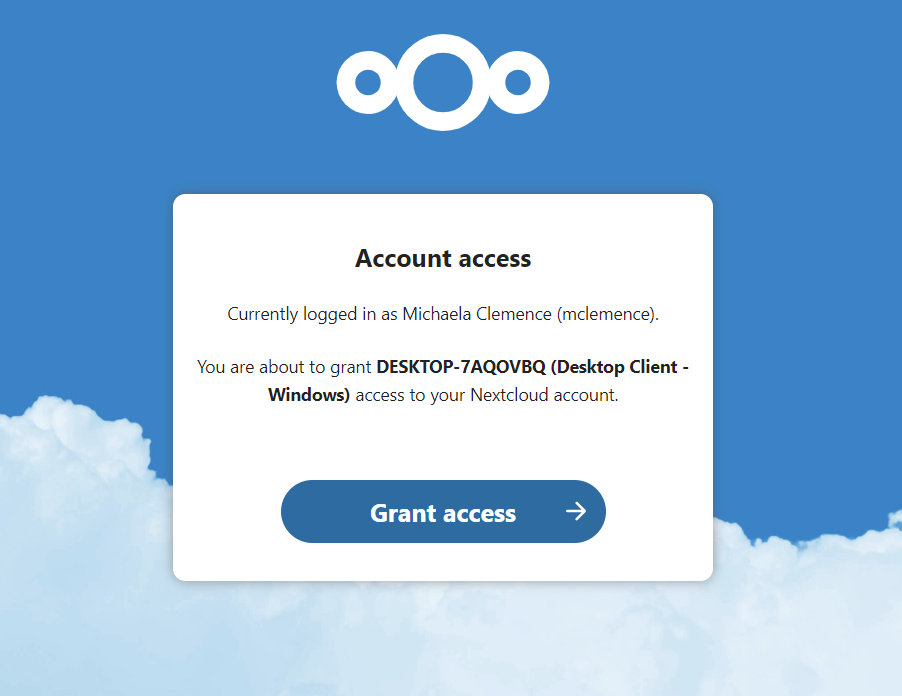 Account access
Currently logged in as Michaela Clemence (mclemence).
You are about to grant DESKTOP-7AQOVBQ (Desktop Client -
Windows) access to your Nextcloud account.
Grant access